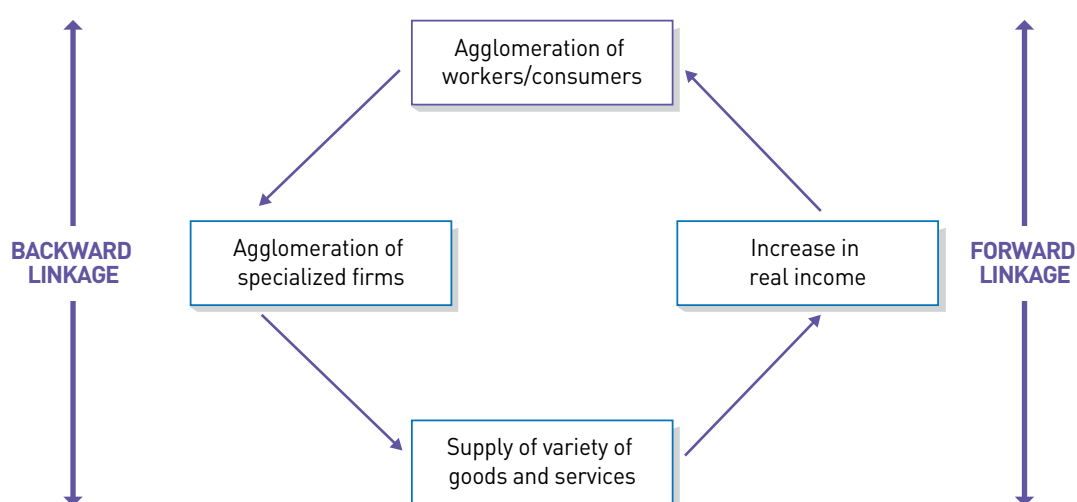 Agglomeration of
workers/consumers
BACKWARD
LINKAGE
Agglomeration of
specialized firms
Increase in
real income
FORWARD
LINKAGE
Supply of variety of
goods and services